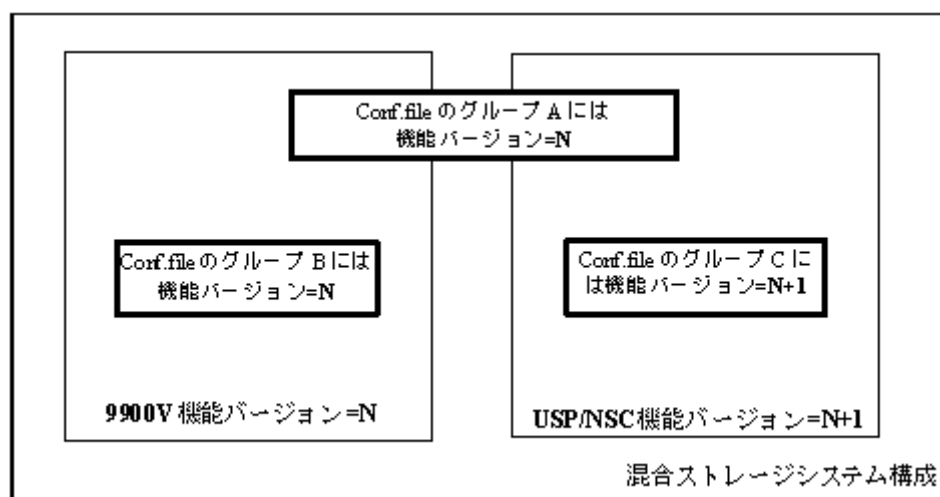 Conf.file のグループ A には
機能バージョン=N
Conf.file のグループ B には
機能バージョン=N
Conf.file のグループ C に
は機能バージョン=N+1
9900V 機能バージョン=N
USP/NSC機能バージョン=N+1
混合ストレージシステム構成